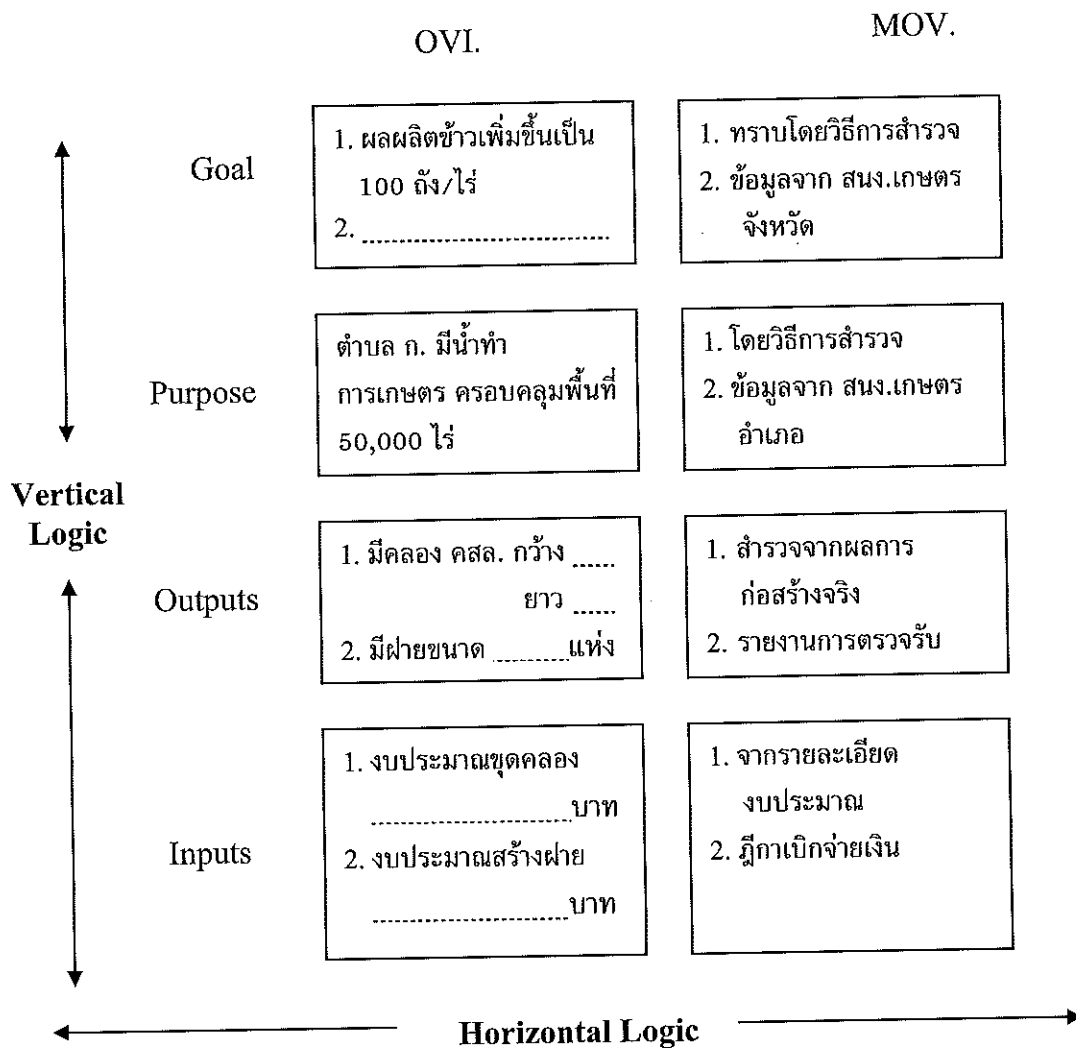 OVI. MOV.
Goal
1. ผลผลิตข้าวเพิ่มขึ้นเป็น
100 ถัง/ไร่
2. ........................................
1. ทราบโดยวิธีการสำรวจ
2. ข้อมูลจาก สนง.เกษตร
จังหวัด
Purpose
ตำบล ก. มีน้ำทำ
การเกษตร ครอบคลุมพื้นที่
50,000 ไร่
1. โดยวิธีการสำรวจ
2. ข้อมูลจาก สนง.เกษตร
อำเภอ
Vertical
Logic
Outputs
1. มีคลอง คสล. กว้าง ......
ยาว ......
2. มีฝายขนาด ............แห่ง
1. สำรวจจากผลการ
ก่อสร้างจริง
2. รายงานการตรวจรับ
Inputs
1. งบประมาณขุดคลอง
................................บาท
2. งบประมาณสร้างฝาย
................................บาท
1. จากรายละเอียด
งบประมาณ
2. ฎีกาเบิกจ่ายเงิน
Horizontal Logic